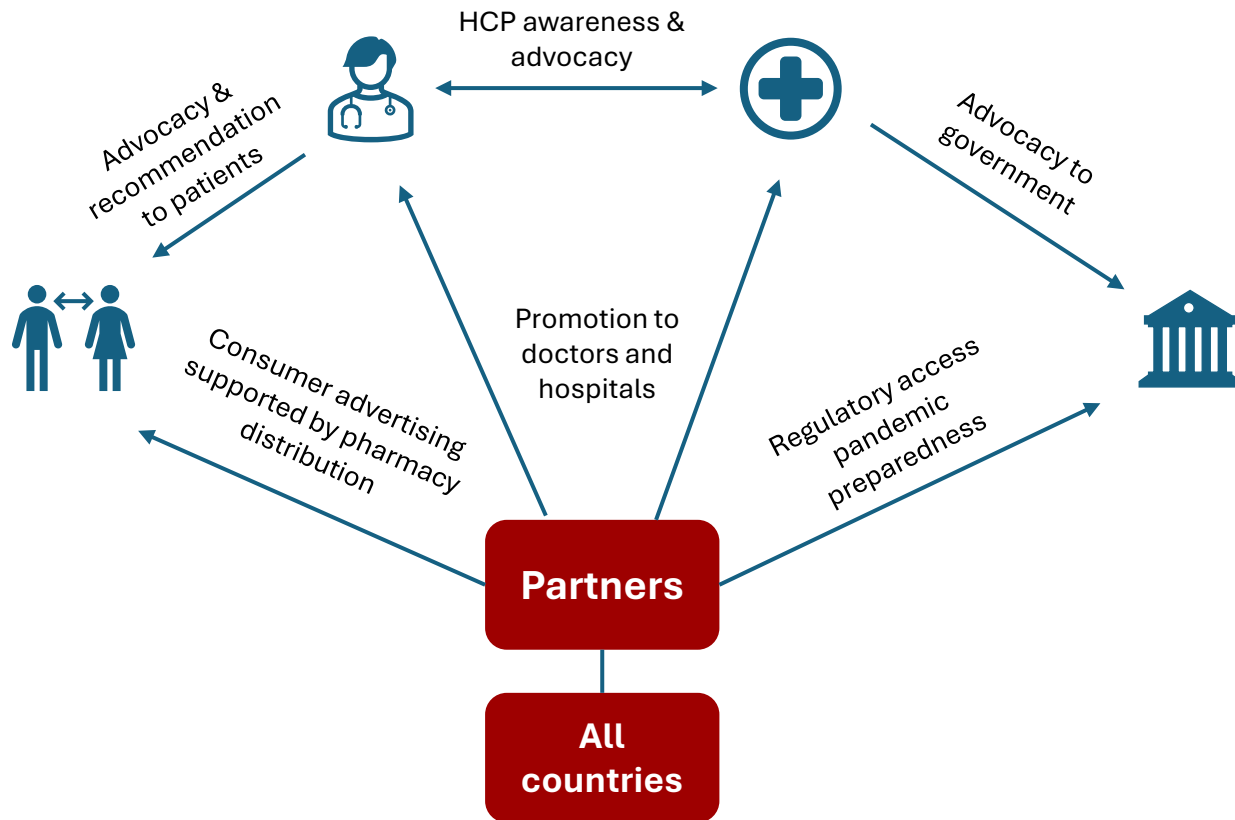 HCP awareness &
advocacy
Advocacy &
recommendation
to patients
Advocacy to
government
Consumer advertising
supported by pharmacy
distribution
Promotion to
doctors and
hospitals
Regulatory access
pandemic
preparedness
Partners
All
countries